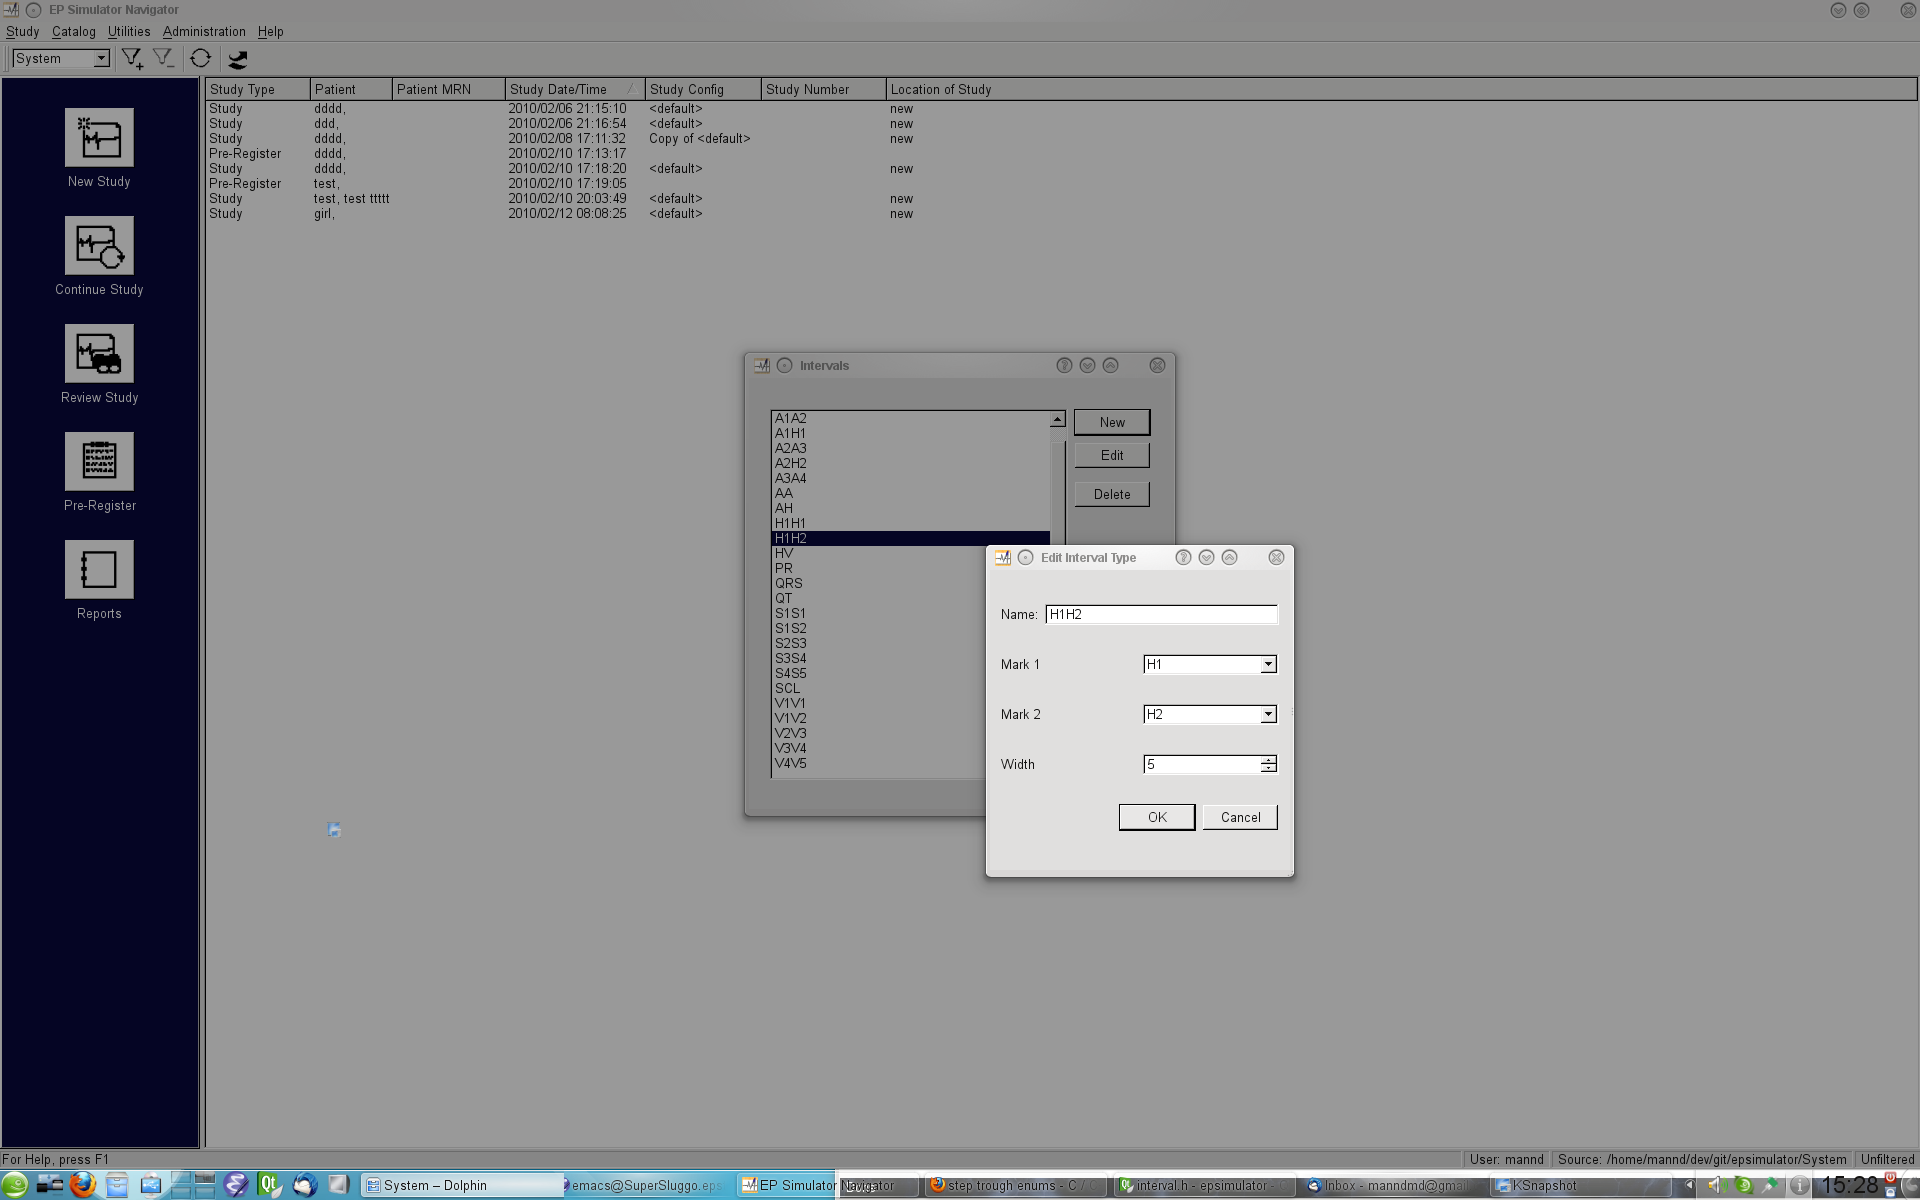 EP Simulator Navigator
Study Catalog Utilities Administration Help
System
Study Type Patient Patient MRN Study Date/Time Study Config Study Number Location of Study
Study dddd, 2010/02/06 21:15:10 <default> new
Study ddd, 2010/02/06 21:16:54 <default> new
Study dddd, 2010/02/08 17:11:32 Copy of <default> new
Pre-Register dddd, 2010/02/10 17:13:17
Study dddd, 2010/02/10 17:18:20 <default> new
Pre-Register test, 2010/02/10 17:19:05
Study test, test ttttt 2010/02/10 20:03:49 <default> new
Study girl, 2010/02/12 08:08:25 <default> new
New Study
Continue Study
Review Study
Pre-Register
Reports
Intervals
A1A2
A1H1
A2A3
A2H2
A3A4
AA
AH
H1H1
H1H2
HV
PR
QRS
QT
S1S1
S1S2
S2S3
S3S4
S4S5
SCL
V1V1
V1V2
V2V3
V3V4
V4V5
New
Edit
Delete
Edit Interval Type
Name: H1H2
Mark 1 H1
Mark 2 H2
Width 5
OK Cancel
For Help, press F1
User: mannd Source: /home/mannd/dev/git/epsimulator/System Unfiltered
System – Dolphin emacs@SuperSluggo.eps EP Simulator Navigator step trough enums - C / interval.h - epsimulator - Inbox - manndmd@gmail KSnapshot 15:28